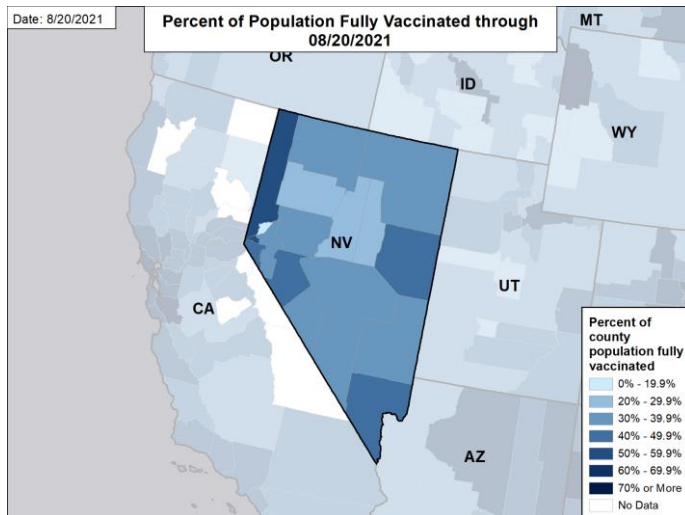 Date: 8/20/2021
Percent of Population Fully Vaccinated through
08/20/2021
MT
OR
ID
WY
NV
UT
CA
AZ
Percent of
county
population fully
vaccinated
0% - 19.9%
20% - 29.9%
30% - 39.9%
40% - 49.9%
50% - 59.9%
60% - 69.9%
70% or More
No Data